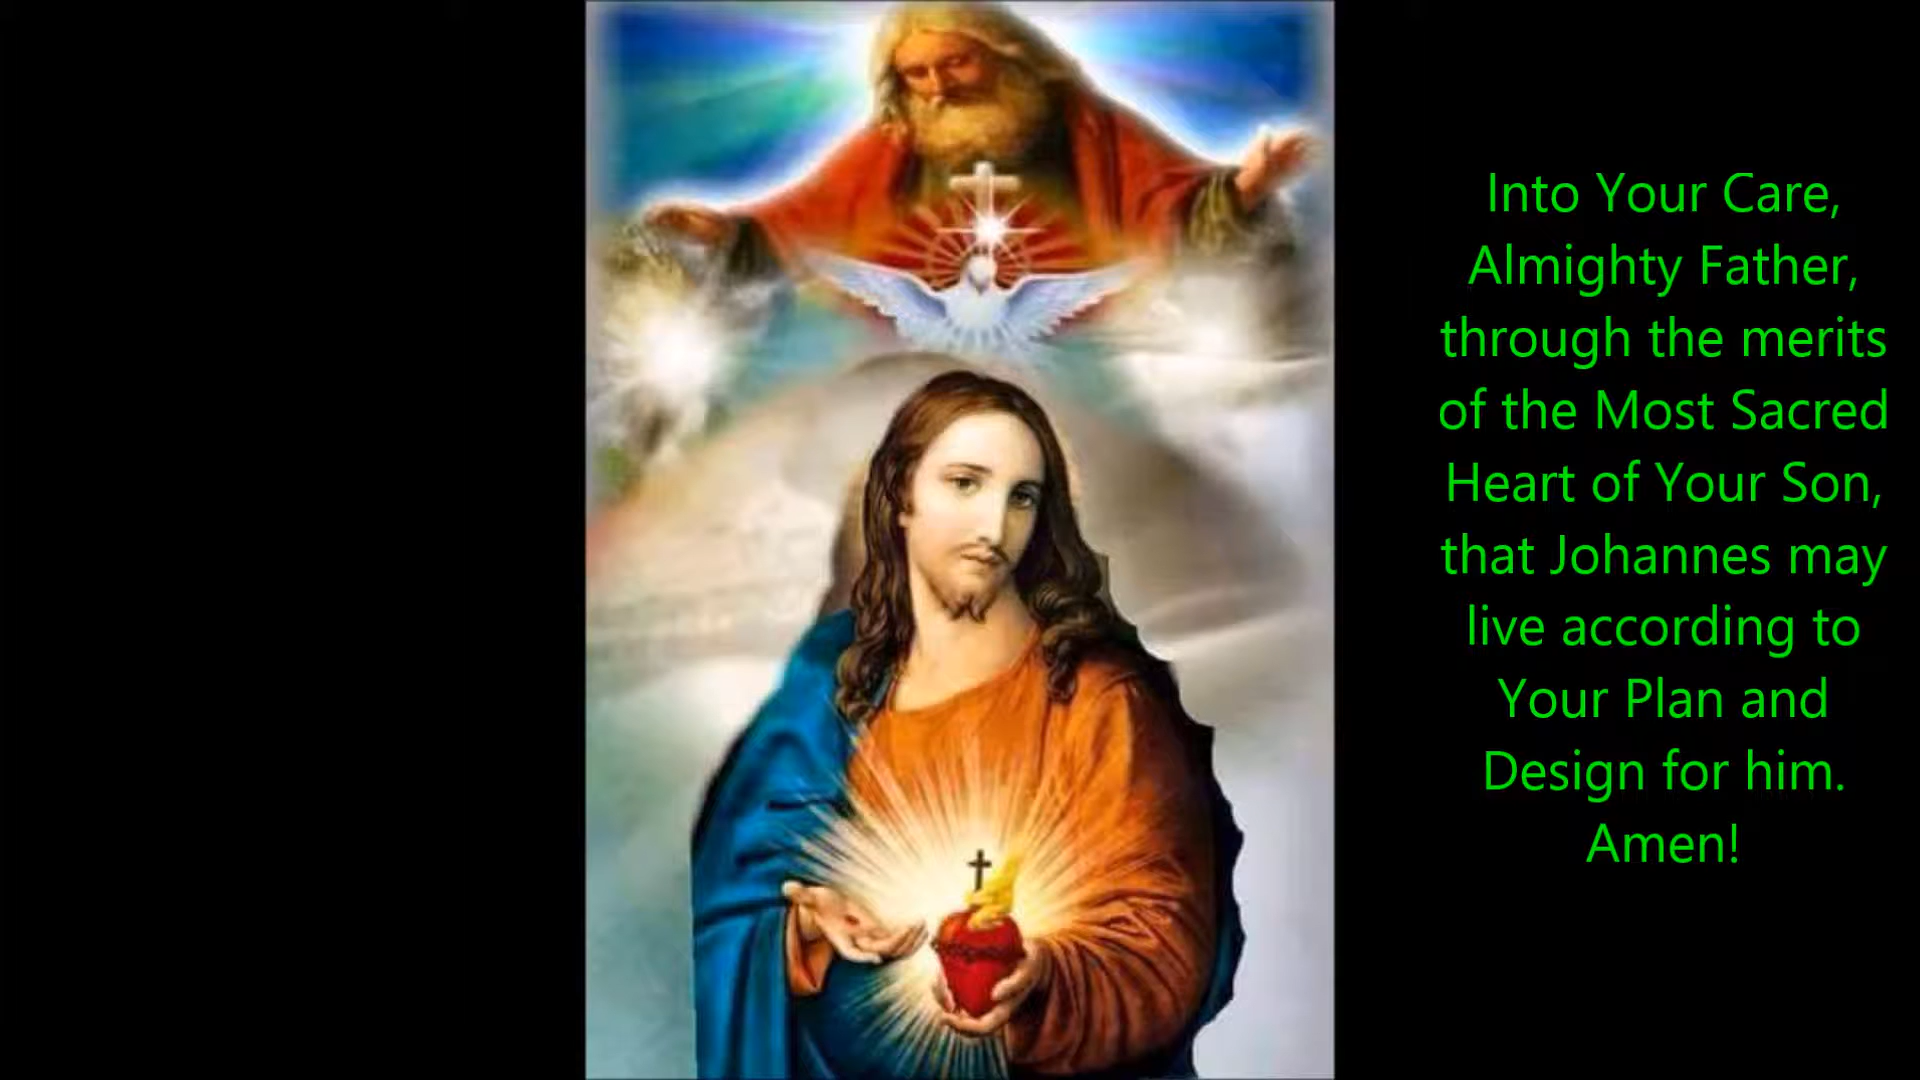 Into Your Care,
Almighty Father,
through the merits
of the Most Sacred
Heart of Your Son,
that Johannes may
live according to
Your Plan and
Design for him.
Amen!